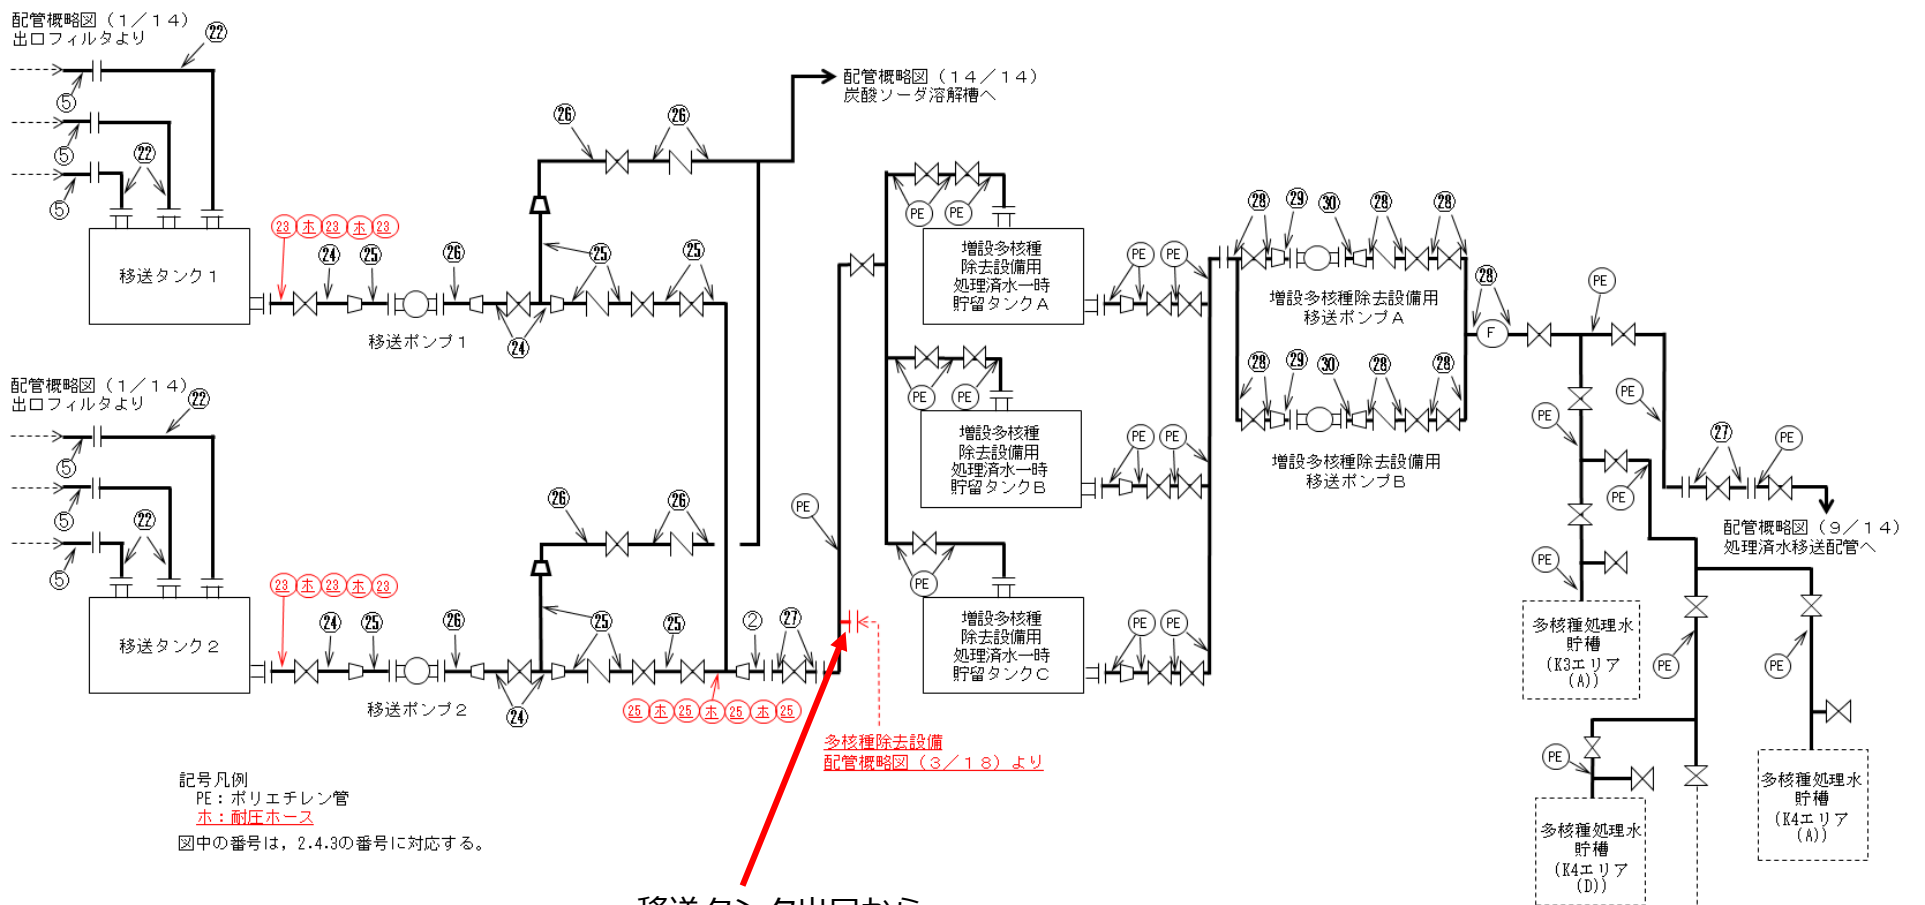 配管概略図（１／１４）
出口フィルタより
㉒
⑤
⑤
㉒
⑤
移送タンク１
23 ホ 23 ホ 23
㉔
㉕
㉖
移送ポンプ１
㉔
㉖
㉖
㉕
㉕
配管概略図（１４／１４）
炭酸ソーダ溶解槽へ
配管概略図（１／１４）
出口フィルタより
㉒
⑤
⑤
㉒
⑤
移送タンク２
23 ホ 23 ホ 23
㉔
㉕
㉖
移送ポンプ２
㉔
㉖
㉖
㉕
㉕
②
㉗
25 ホ 25 ホ 25 ホ 25
PE
多核種除去設備
配管概略図（３／１８）より
PE
PE
増設多核種
除去設備用
処理済水一時
貯留タンクＡ
PE
PE
PE
PE
増設多核種
除去設備用
処理済水一時
貯留タンクＢ
PE
PE
PE
増設多核種
除去設備用
処理済水一時
貯留タンクＣ
PE
PE
㉘
㉙
㉚
㉘
㉘
増設多核種除去設備用
移送ポンプＡ
㉘
㉙
㉚
㉘
㉘
増設多核種除去設備用
移送ポンプＢ
㉘
F
PE
PE
PE
㉗
PE
PE
配管概略図（９／１４）
処理済水移送配管へ
PE
多核種処理水
貯槽
(K3エリア
(A))
PE
PE
PE
多核種処理水
貯槽
(K4エリア
(D))
多核種処理水
貯槽
(K4エリア
(A))
記号凡例
PE：ポリエチレン管
ホ：耐圧ホース
図中の番号は，2.4.3の番号に対応する。
移送タンク出口から